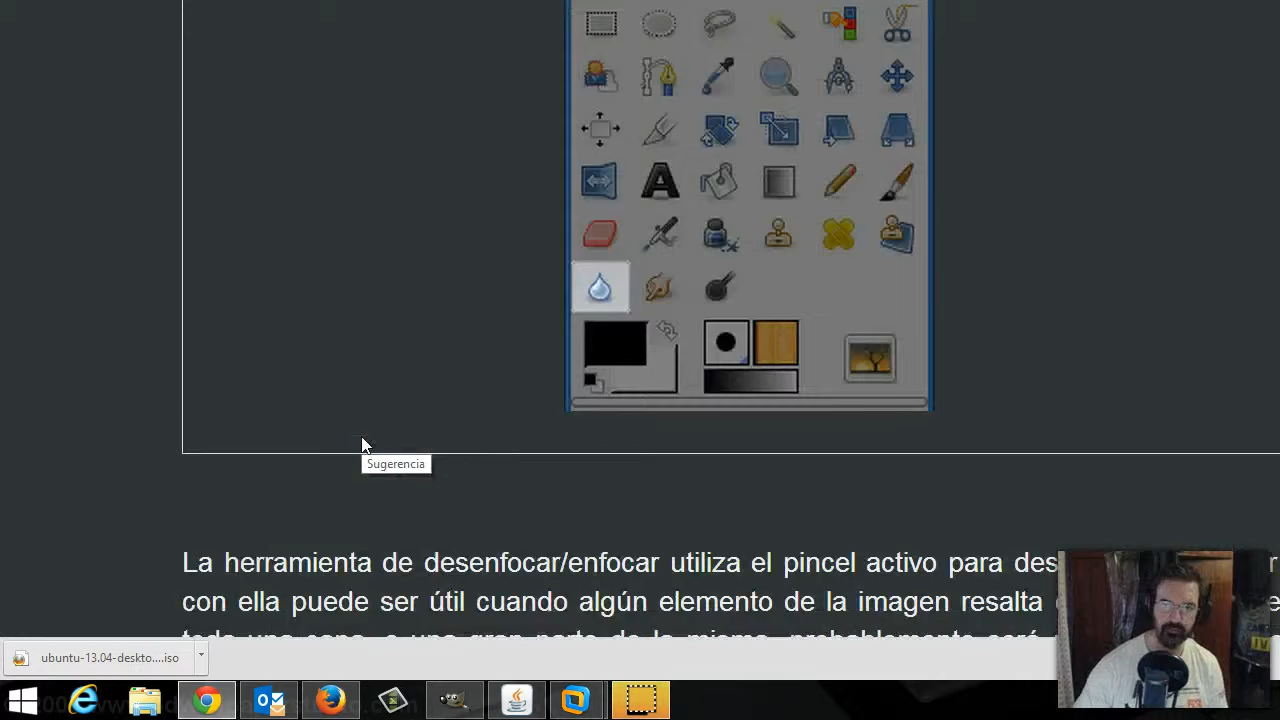 Sugerencia
La herramienta de desenfocar/enfocar utiliza el pincel activo para
con ella puede ser útil cuando algún elemento de la imagen resalta
ubuntu-13.04-deskto....iso